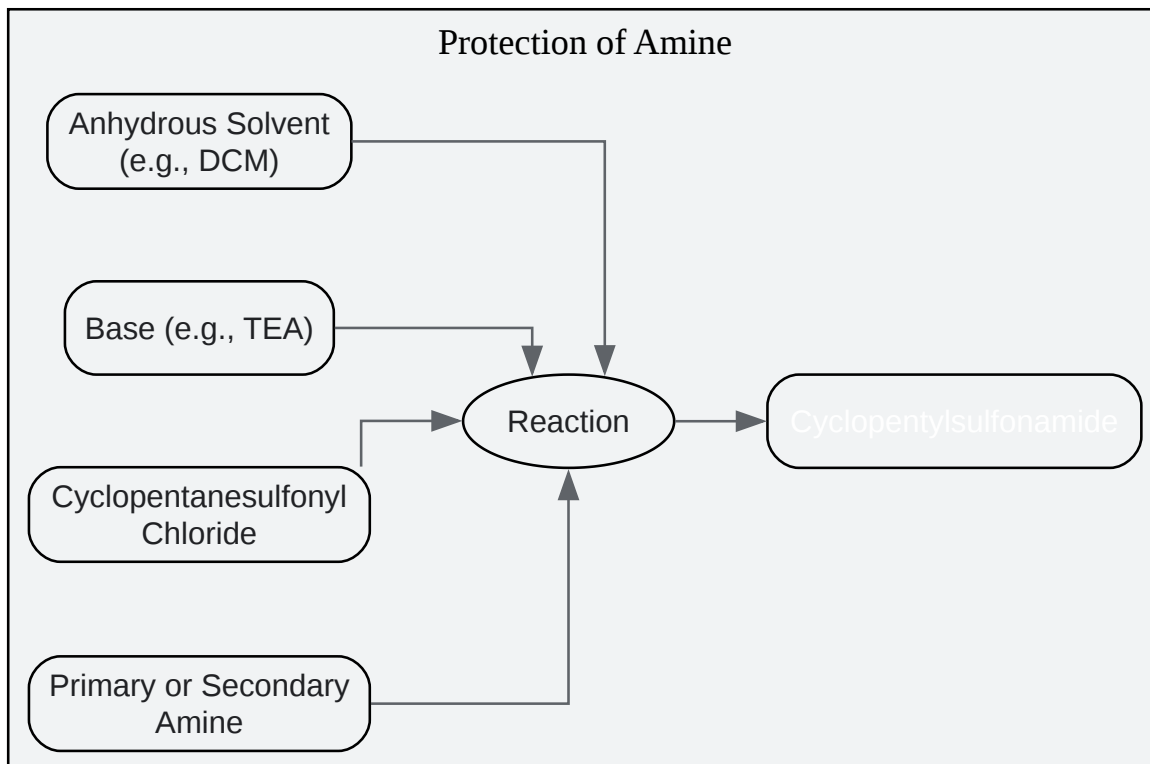 Protection of Amine
Anhydrous Solvent
(e.g., DCM)
Base (e.g., TEA)
Reaction
Cyclopentylsulfonamide
Cyclopentanesulfonyl
Chloride
Primary or Secondary
Amine